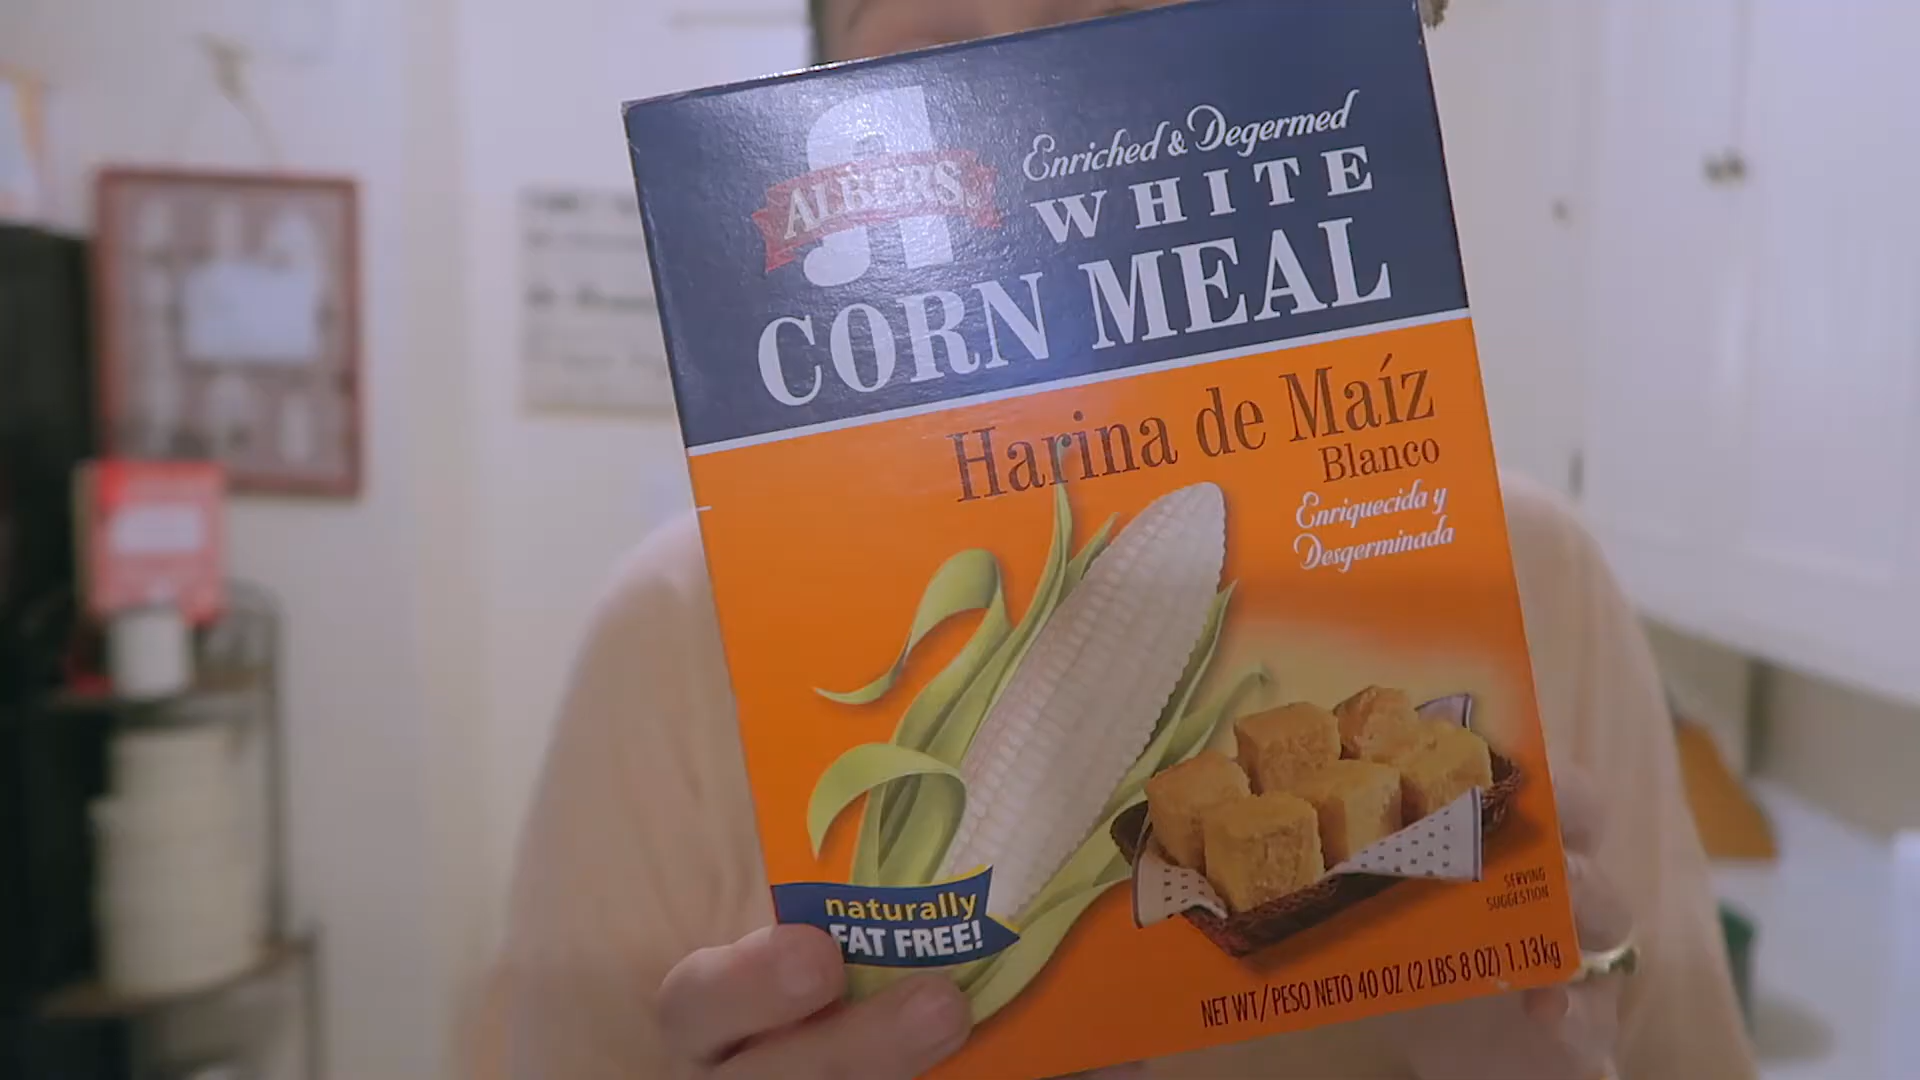 ALBERS®
Enriched & Degermed
WHITE
CORN MEAL
Harina de Maíz
Blanco
Enriquecida y
Desgerminada
naturally
FAT FREE!
SERVING
SUGGESTION
NET WT/PESO NETO 40 OZ (2 LBS 8 OZ) 1.13kg